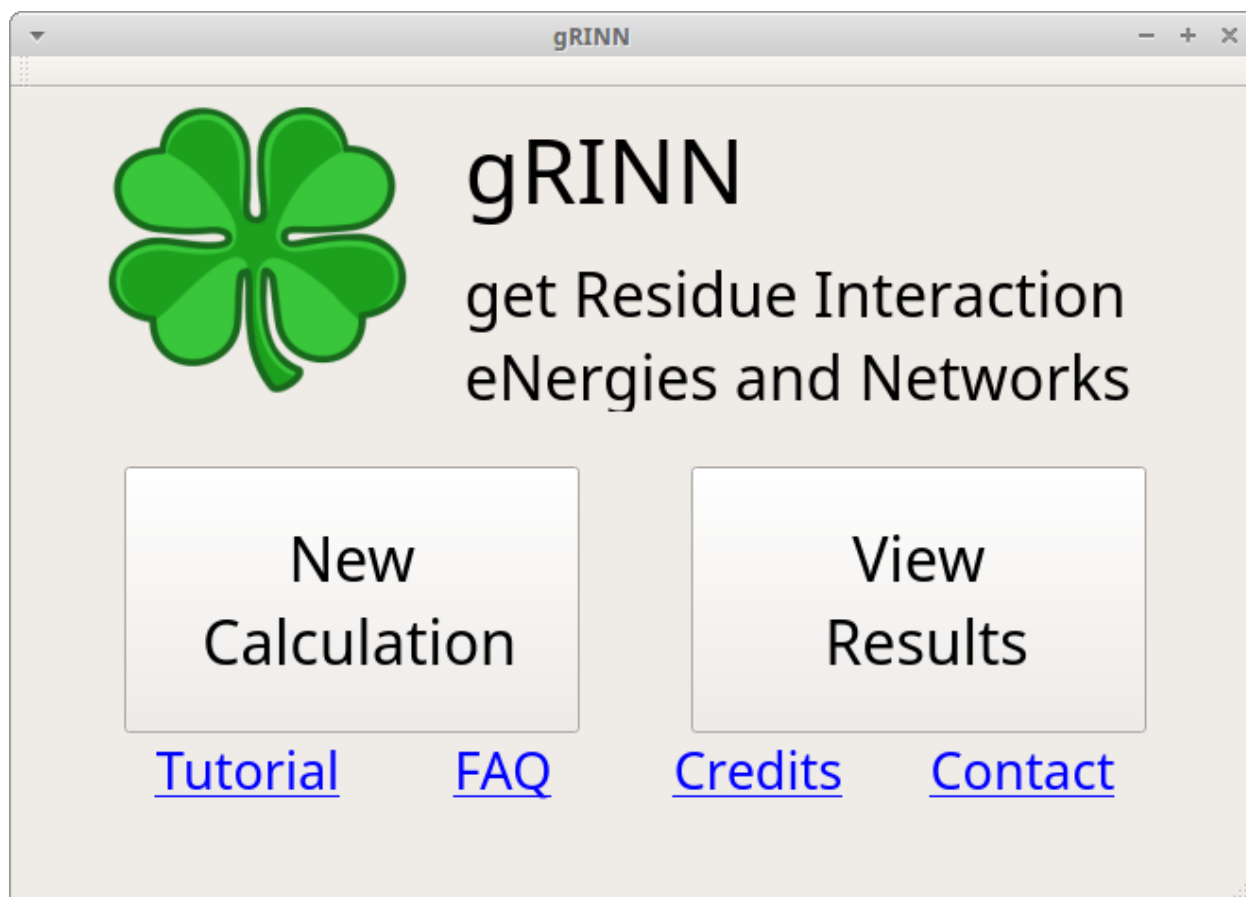 gRINN
gRINN
get Residue Interaction
eNergies and Networks
New
Calculation
View
Results
Tutorial
FAQ
Credits
Contact